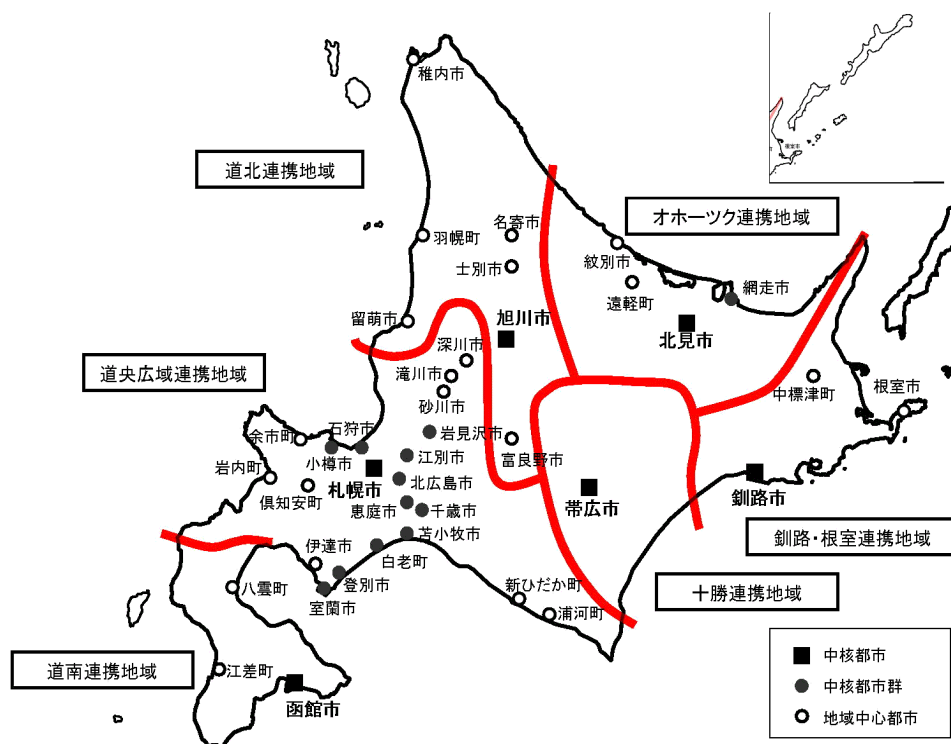 稚内市
道北連携地域
根室市
オホーツク連携地域
羽幌町
名寄市
士別市
紋別市
遠軽町
網走市
留萌市
旭川市
北見市
深川市
道央広域連携地域
滝川市
砂川市
中標津町
根室市
余市町
石狩市
岩見沢市
小樽市
江別市
富良野市
岩内町
札幌市
北広島市
倶知安町
恵庭市
千歳市
帯広市
釧路市
苫小牧市
釧路・根室連携地域
伊達市
白老町
登別市
八雲町
室蘭市
新ひだか町
浦河町
十勝連携地域
道南連携地域
江差町
函館市
中核都市
中核都市群
地域中心都市